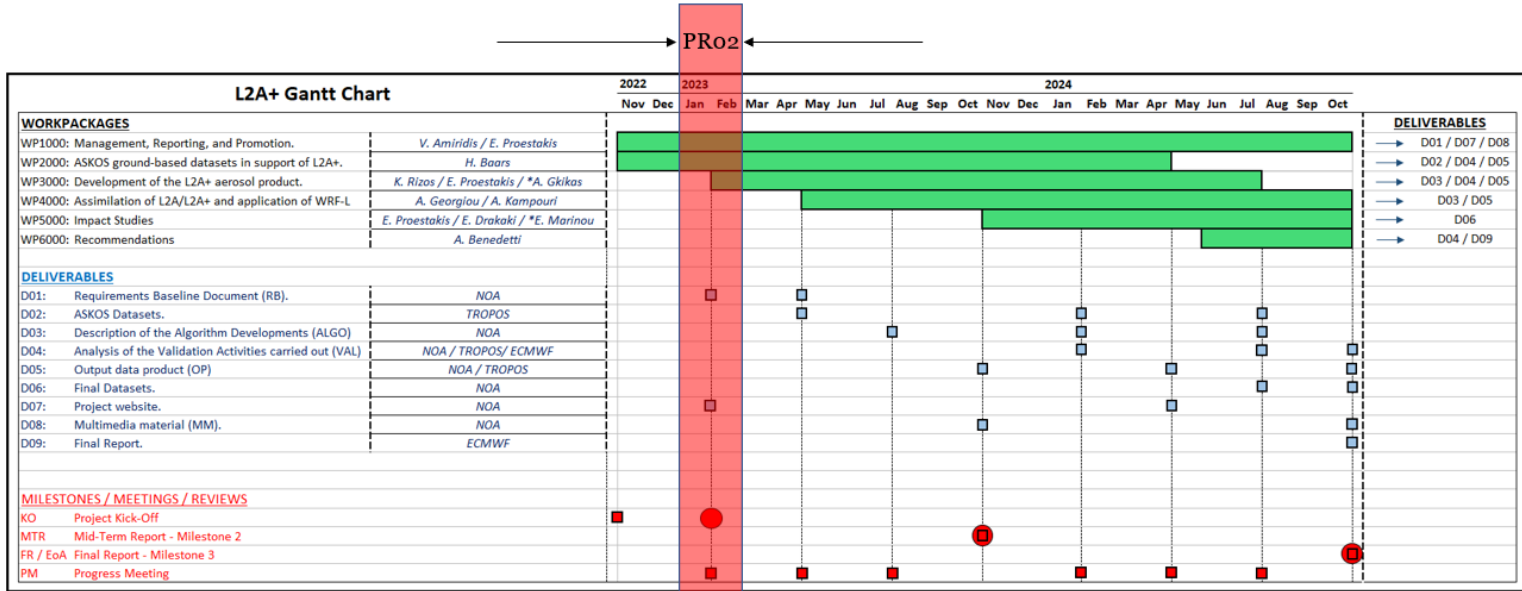 PR02
L2A+ Gantt Chart
2022 2023 2024
Nov Dec Jan Feb Mar Apr May Jun Jul Aug Sep Oct Nov Dec Jan Feb Mar Apr May Jun Jul Aug Sep Oct
WORKPACKAGES DELIVERABLES
WP1000: Management, Reporting, and Promotion. V. Amiridis / E. Proestakis D01 / D07 / D08
WP2000: ASKOS ground-based datasets in support of L2A+. H. Baars D02 / D04 / D05
WP3000: Development of the L2A+ aerosol product. K. Rizos / E. Proestakis / *A. Gkikas D03 / D04 / D05
WP4000: Assimilation of L2A/L2A+ and application of WRF-L A. Georgiou / A. Kampouri D03 / D05
WP5000: Impact Studies E. Proestakis / E. Drakaki / *E. Marinou D06
WP6000: Recommendations A. Benedetti D04 / D09
DELIVERABLES
D01: Requirements Baseline Document (RB). NOA
D02: ASKOS Datasets. TROPOS
D03: Description of the Algorithm Developments (ALGO) NOA
D04: Analysis of the Validation Activities carried out (VAL) NOA / TROPOS/ ECMWF
D05: Output data product (OP) NOA / TROPOS
D06: Final Datasets. NOA
D07: Project website. NOA
D08: Multimedia material (MM). NOA
D09: Final Report. ECMWF
MILESTONES / MEETINGS / REVIEWS
KO Project Kick-Off
MTR Mid-Term Report - Milestone 2
FR / EoA Final Report - Milestone 3
PM Progress Meeting